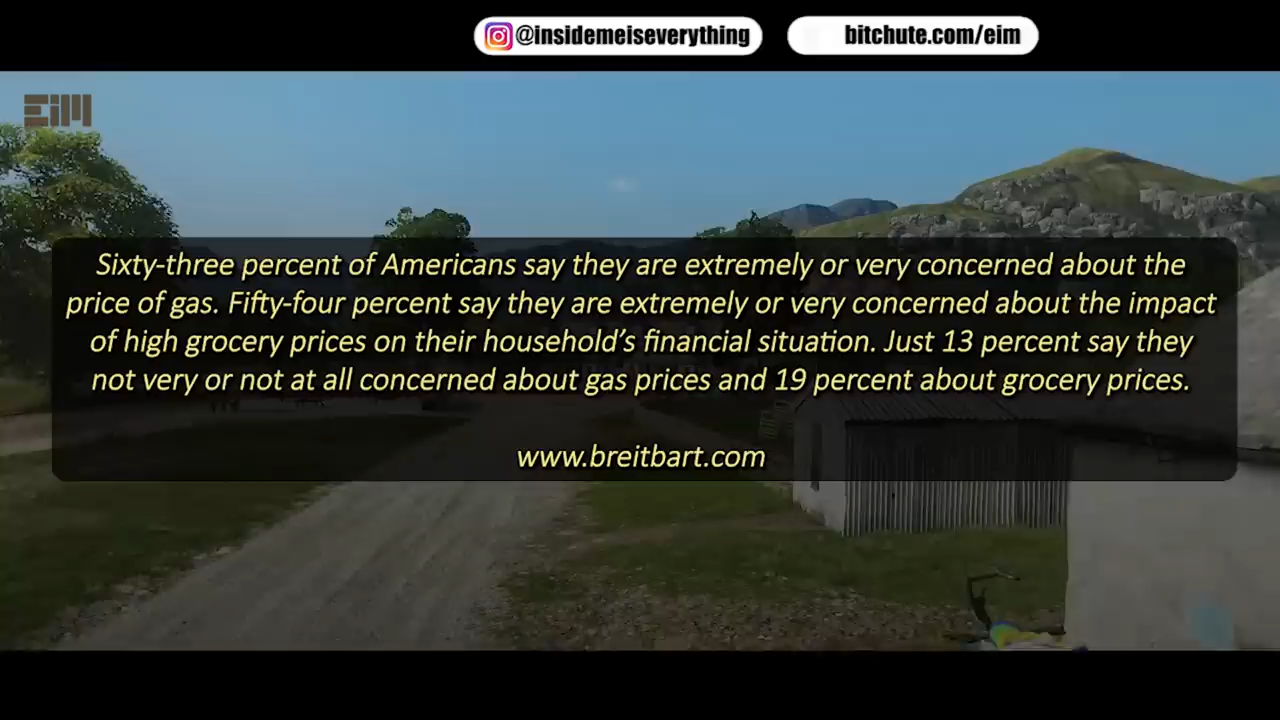 @insidemeiseverything
bitchute.com/eim
EIM
Sixty-three percent of Americans say they are extremely or very concerned about the
price of gas. Fifty-four percent say they are extremely or very concerned about the impact
of high grocery prices on their household’s financial situation. Just 13 percent say they
not very or not at all concerned about gas prices and 19 percent about grocery prices.
www.breitbart.com